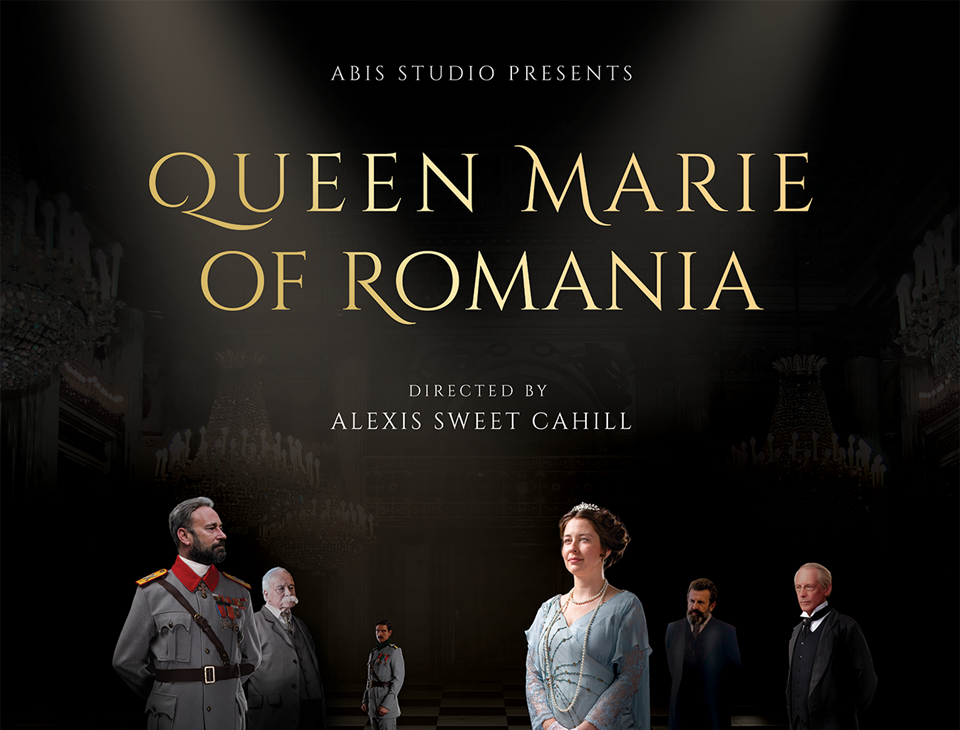 ABIS STUDIO PRESENTS
QUEEN MARIE
OF ROMANIA
DIRECTED BY
ALEXIS SWEET CAHILL